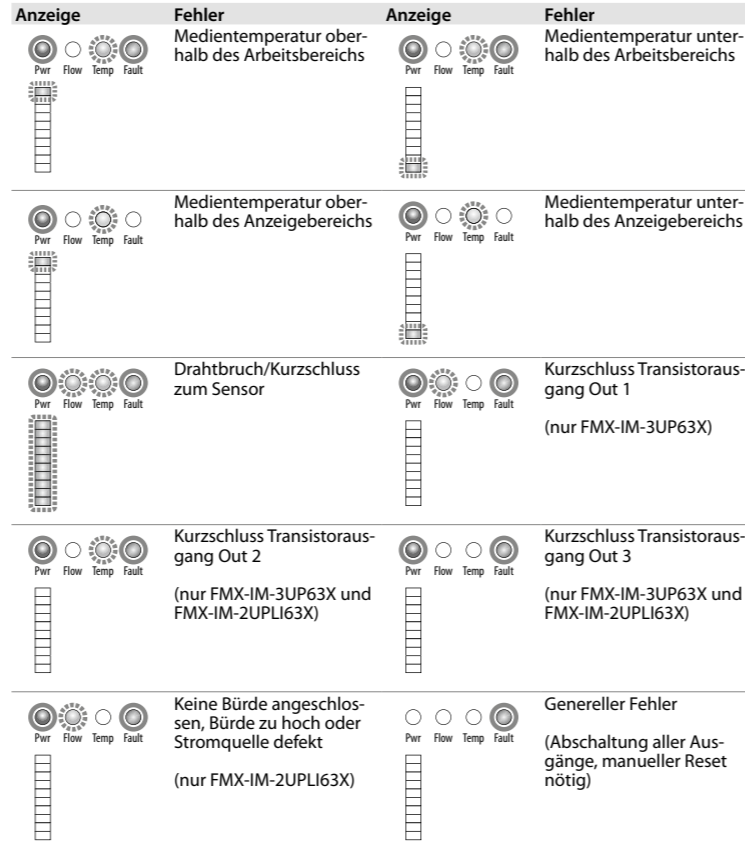 Anzeige Fehler Anzeige Fehler
Medientemperatur ober-
halb des Arbeitsbereichs
Pwr Flow Temp Fault
Medientemperatur unter-
halb des Arbeitsbereichs
Pwr Flow Temp Fault
Medientemperatur ober-
halb des Anzeigebereichs
Pwr Flow Temp Fault
Medientemperatur unter-
halb des Anzeigebereichs
Pwr Flow Temp Fault
Drahtbruch/Kurzschluss
zum Sensor
Pwr Flow Temp Fault
Kurzschluss Transistoraus-
gang Out 1
(nur FMX-IM-3UP63X)
Pwr Flow Temp Fault
Kurzschluss Transistoraus-
gang Out 2
(nur FMX-IM-3UP63X und
FMX-IM-2UPLI63X)
Pwr Flow Temp Fault
Kurzschluss Transistoraus-
gang Out 3
(nur FMX-IM-3UP63X und
FMX-IM-2UPLI63X)
Pwr Flow Temp Fault
Keine Bürde angeschlos-
sen, Bürde zu hoch oder
Stromquelle defekt
(nur FMX-IM-2UPLI63X)
Pwr Flow Temp Fault
Genereller Fehler
(Abschaltung aller Aus-
gänge, manueller Reset
nötig)
Pwr Flow Temp Fault